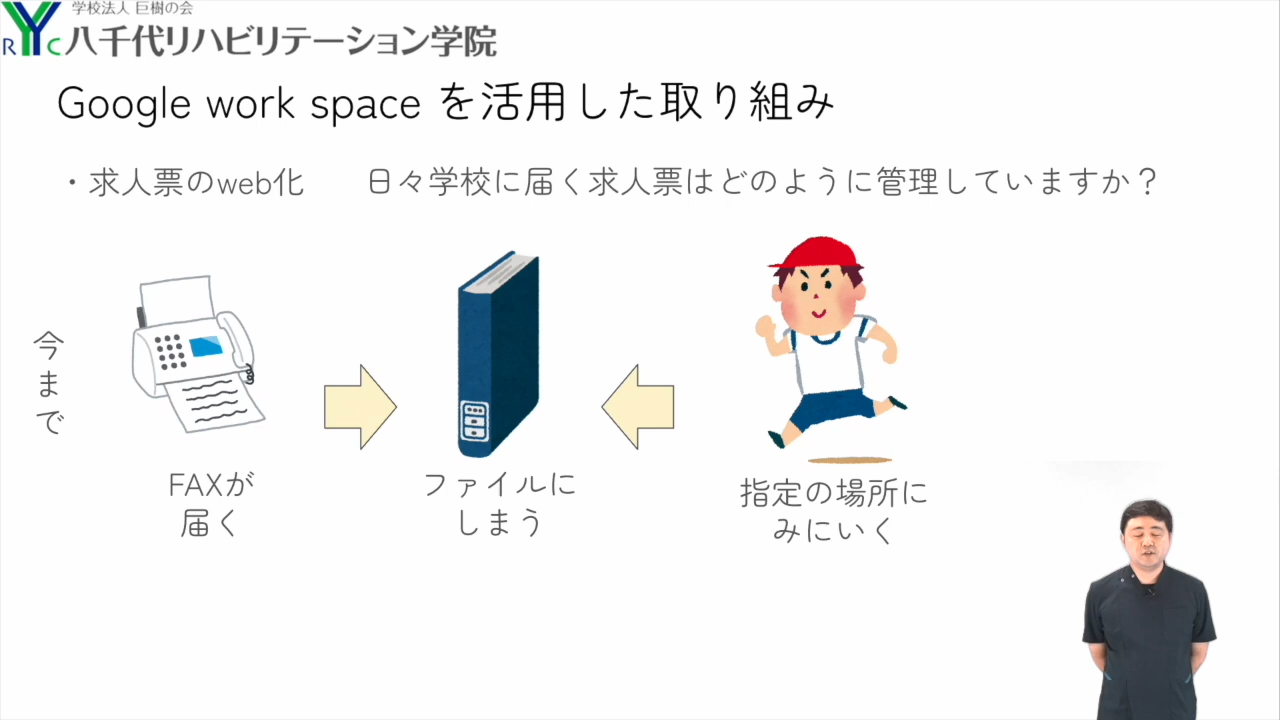 学校法人 巨樹の会
RYC 八千代リハビリテーション学院
Google work space を活用した取り組み
・求人票のweb化 日々学校に届く求人票はどのように管理していますか？
今まで
FAXが
届く
ファイルに
しまう
指定の場所に
みにいく